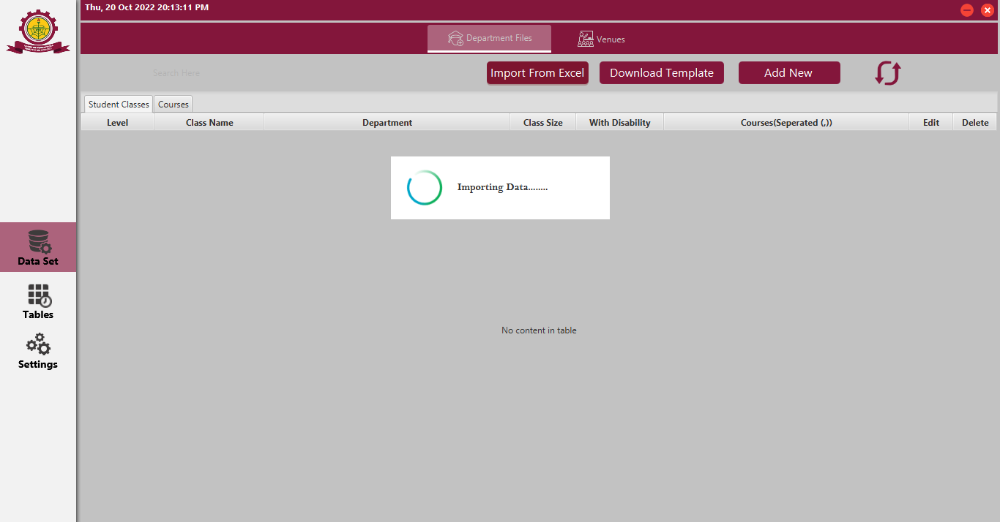 Thu, 20 Oct 2022 20:13:11 PM
Department Files
Venues
Search Here
Import From Excel
Download Template
Add New
Student Classes
Courses
Level
Class Name
Department
Class Size
With Disability
Courses(Seperated (,))
Edit
Delete
Importing Data........
No content in table
Data Set
Tables
Settings